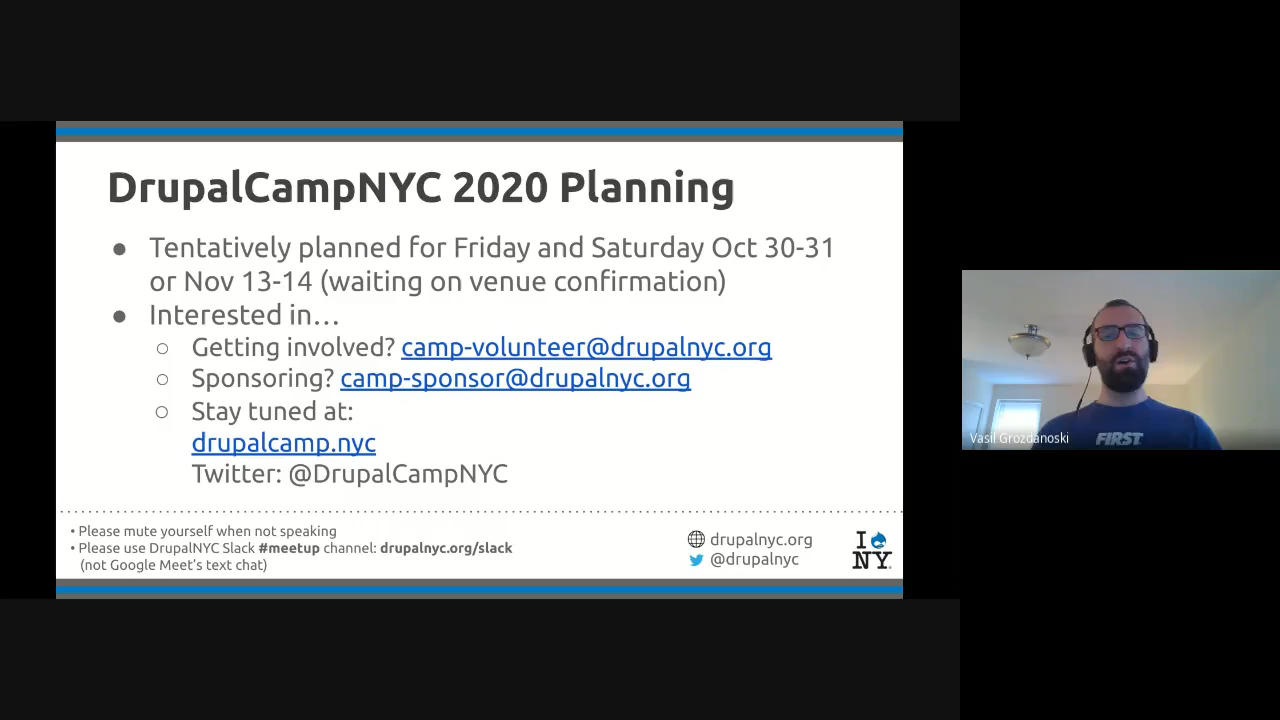 DrupalCampNYC 2020 Planning
● Tentatively planned for Friday and Saturday Oct 30-31
or Nov 13-14 (waiting on venue confirmation)
● Interested in…
○ Getting involved? camp-volunteer@drupalnyc.org
○ Sponsoring? camp-sponsor@drupalnyc.org
○ Stay tuned at:
drupalcamp.nyc
Twitter: @DrupalCampNYC
• Please mute yourself when not speaking
• Please use DrupalNYC Slack #meetup channel: drupalnyc.org/slack
(not Google Meet's text chat)
drupalnyc.org
@drupalnyc
I
NY.
Vasil Grozdanoski
FIRST